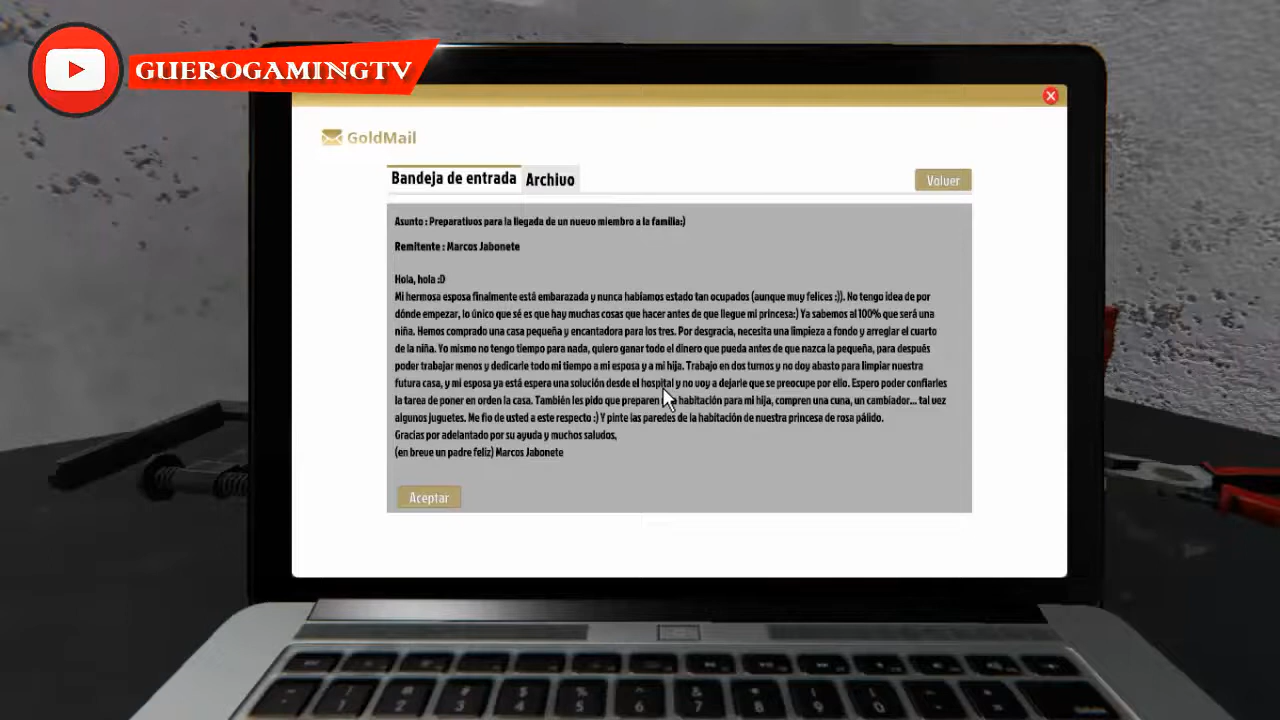 GUEROGAMINGTV
GoldMail
Bandeja de entrada
Archivo
Volver
Asunto : Preparativos para la llegada de un nuevo miembro a la familia:)
Remitente : Marcos Jabonete
Hola, hola :D
Mi hermosa esposa finalmente está embarazada y nunca habíamos estado tan ocupados (aunque muy felices :)). No tengo idea de por
dónde empezar, lo único que sé es que hay muchas cosas que hacer antes de que llegue mi princesa:) Ya sabemos al 100% que será una
niña. Hemos comprado una casa pequeña y encantadora para los tres. Por desgracia, necesita una limpieza a fondo y arreglar el cuarto
de la niña. Yo mismo no tengo tiempo para nada, quiero ganar todo el dinero que pueda antes de que nazca la pequeña, para después
poder trabajar menos y dedicarle todo mi tiempo a mi esposa y a mi hija. Trabajo en dos turnos y no doy abasto para limpiar nuestra
futura casa, y mi esposa ya está espera una solución desde el hospital y no voy a dejarle que se preocupe por ello. Espero poder confiarles
la tarea de poner en orden la casa. También les pido que preparen habitación para mi hija, compren una cuna, un cambiador... tal vez
algunos juguetes. Me fio de usted a este respecto :) Y pinte las paredes de la habitación de nuestra princesa de rosa pálido.
Gracias por adelantado por su ayuda y muchos saludos,
(en breve un padre feliz) Marcos Jabonete
Aceptar